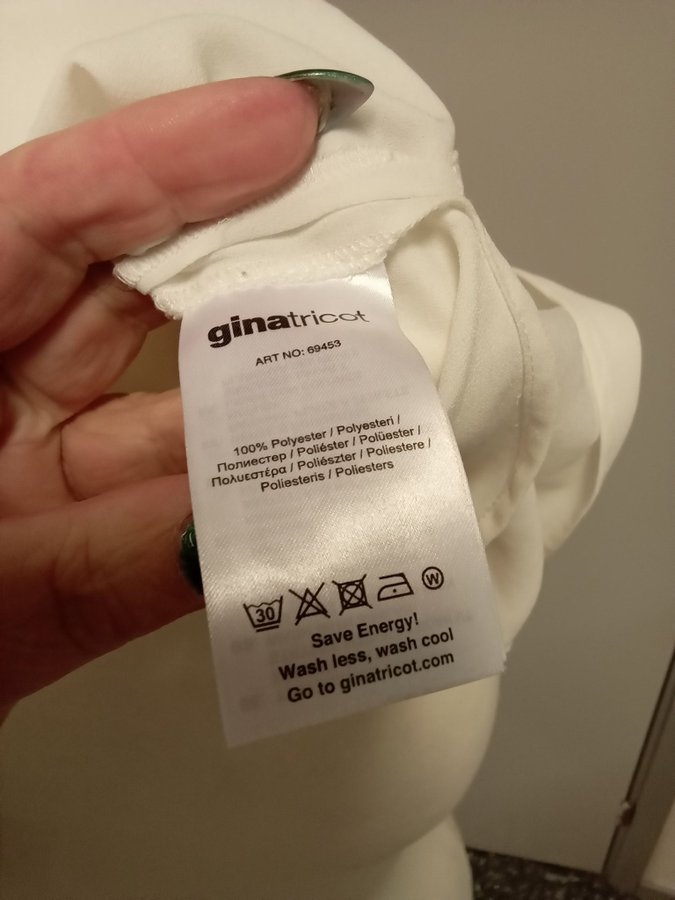 ginatricot
ART NO: 69453
100% Polyester / Polyesteri /
Полиестер / Poliéster / Polüester /
Πολυεστέρα / Poliészter / Poliestere /
Poliesteris / Poliesters
30
W
Save Energy!
Wash less, wash cool
Go to ginatricot.com